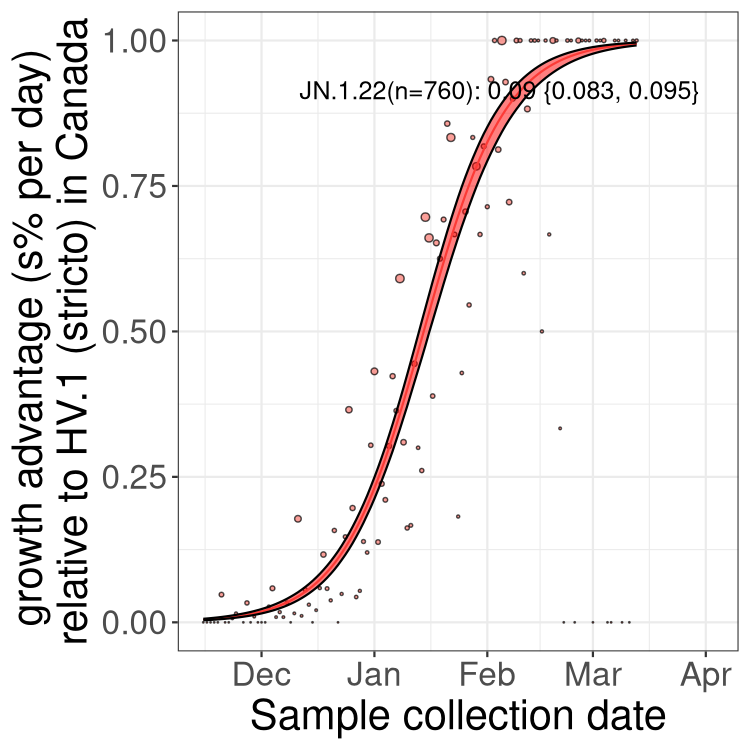 growth advantage (s% per day)
relative to HV.1 (stricto) in Canada
1.00
0.75
0.50
0.25
0.00
JN.1.22(n=760): 0.09 {0.083, 0.095}
Dec Jan Feb Mar Apr
Sample collection date